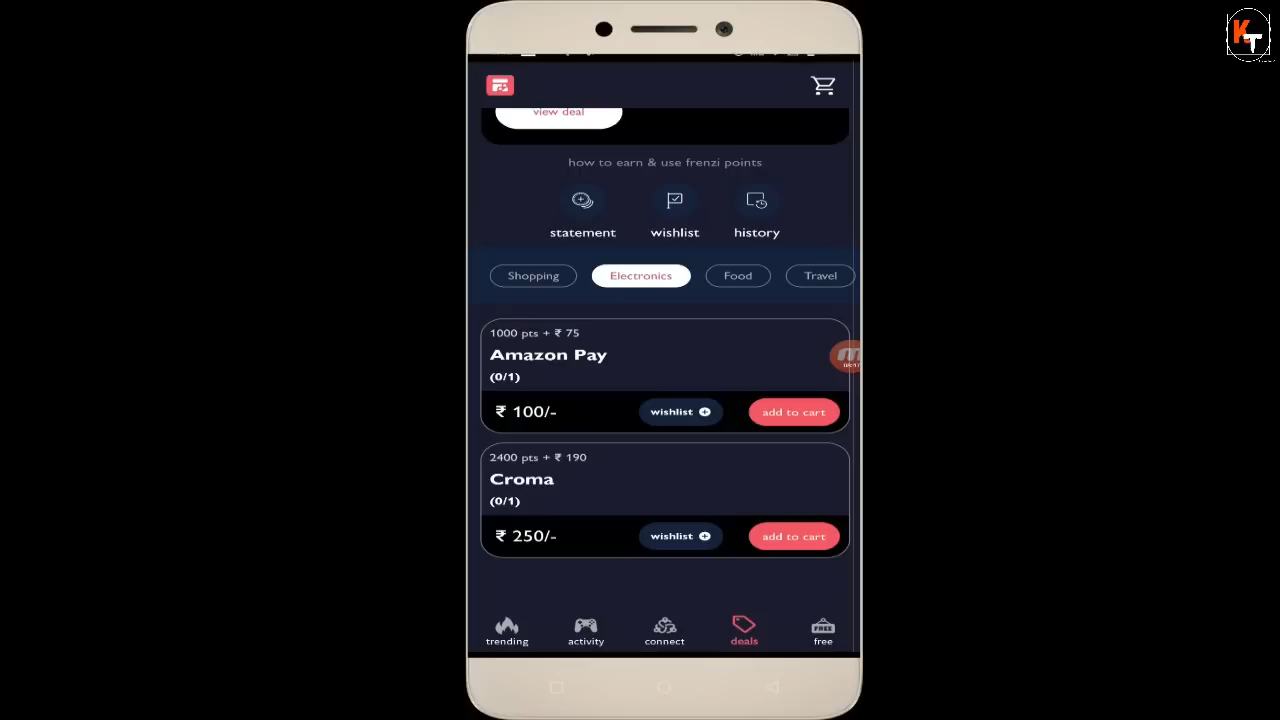 KT
view deal
how to earn & use frenzi points
statement wishlist history
Shopping Electronics Food Travel
1000 pts + ₹ 75
Amazon Pay
(0/1)
₹ 100/- wishlist add to cart
2400 pts + ₹ 190
Croma
(0/1)
₹ 250/- wishlist add to cart
trending activity connect deals FREE free